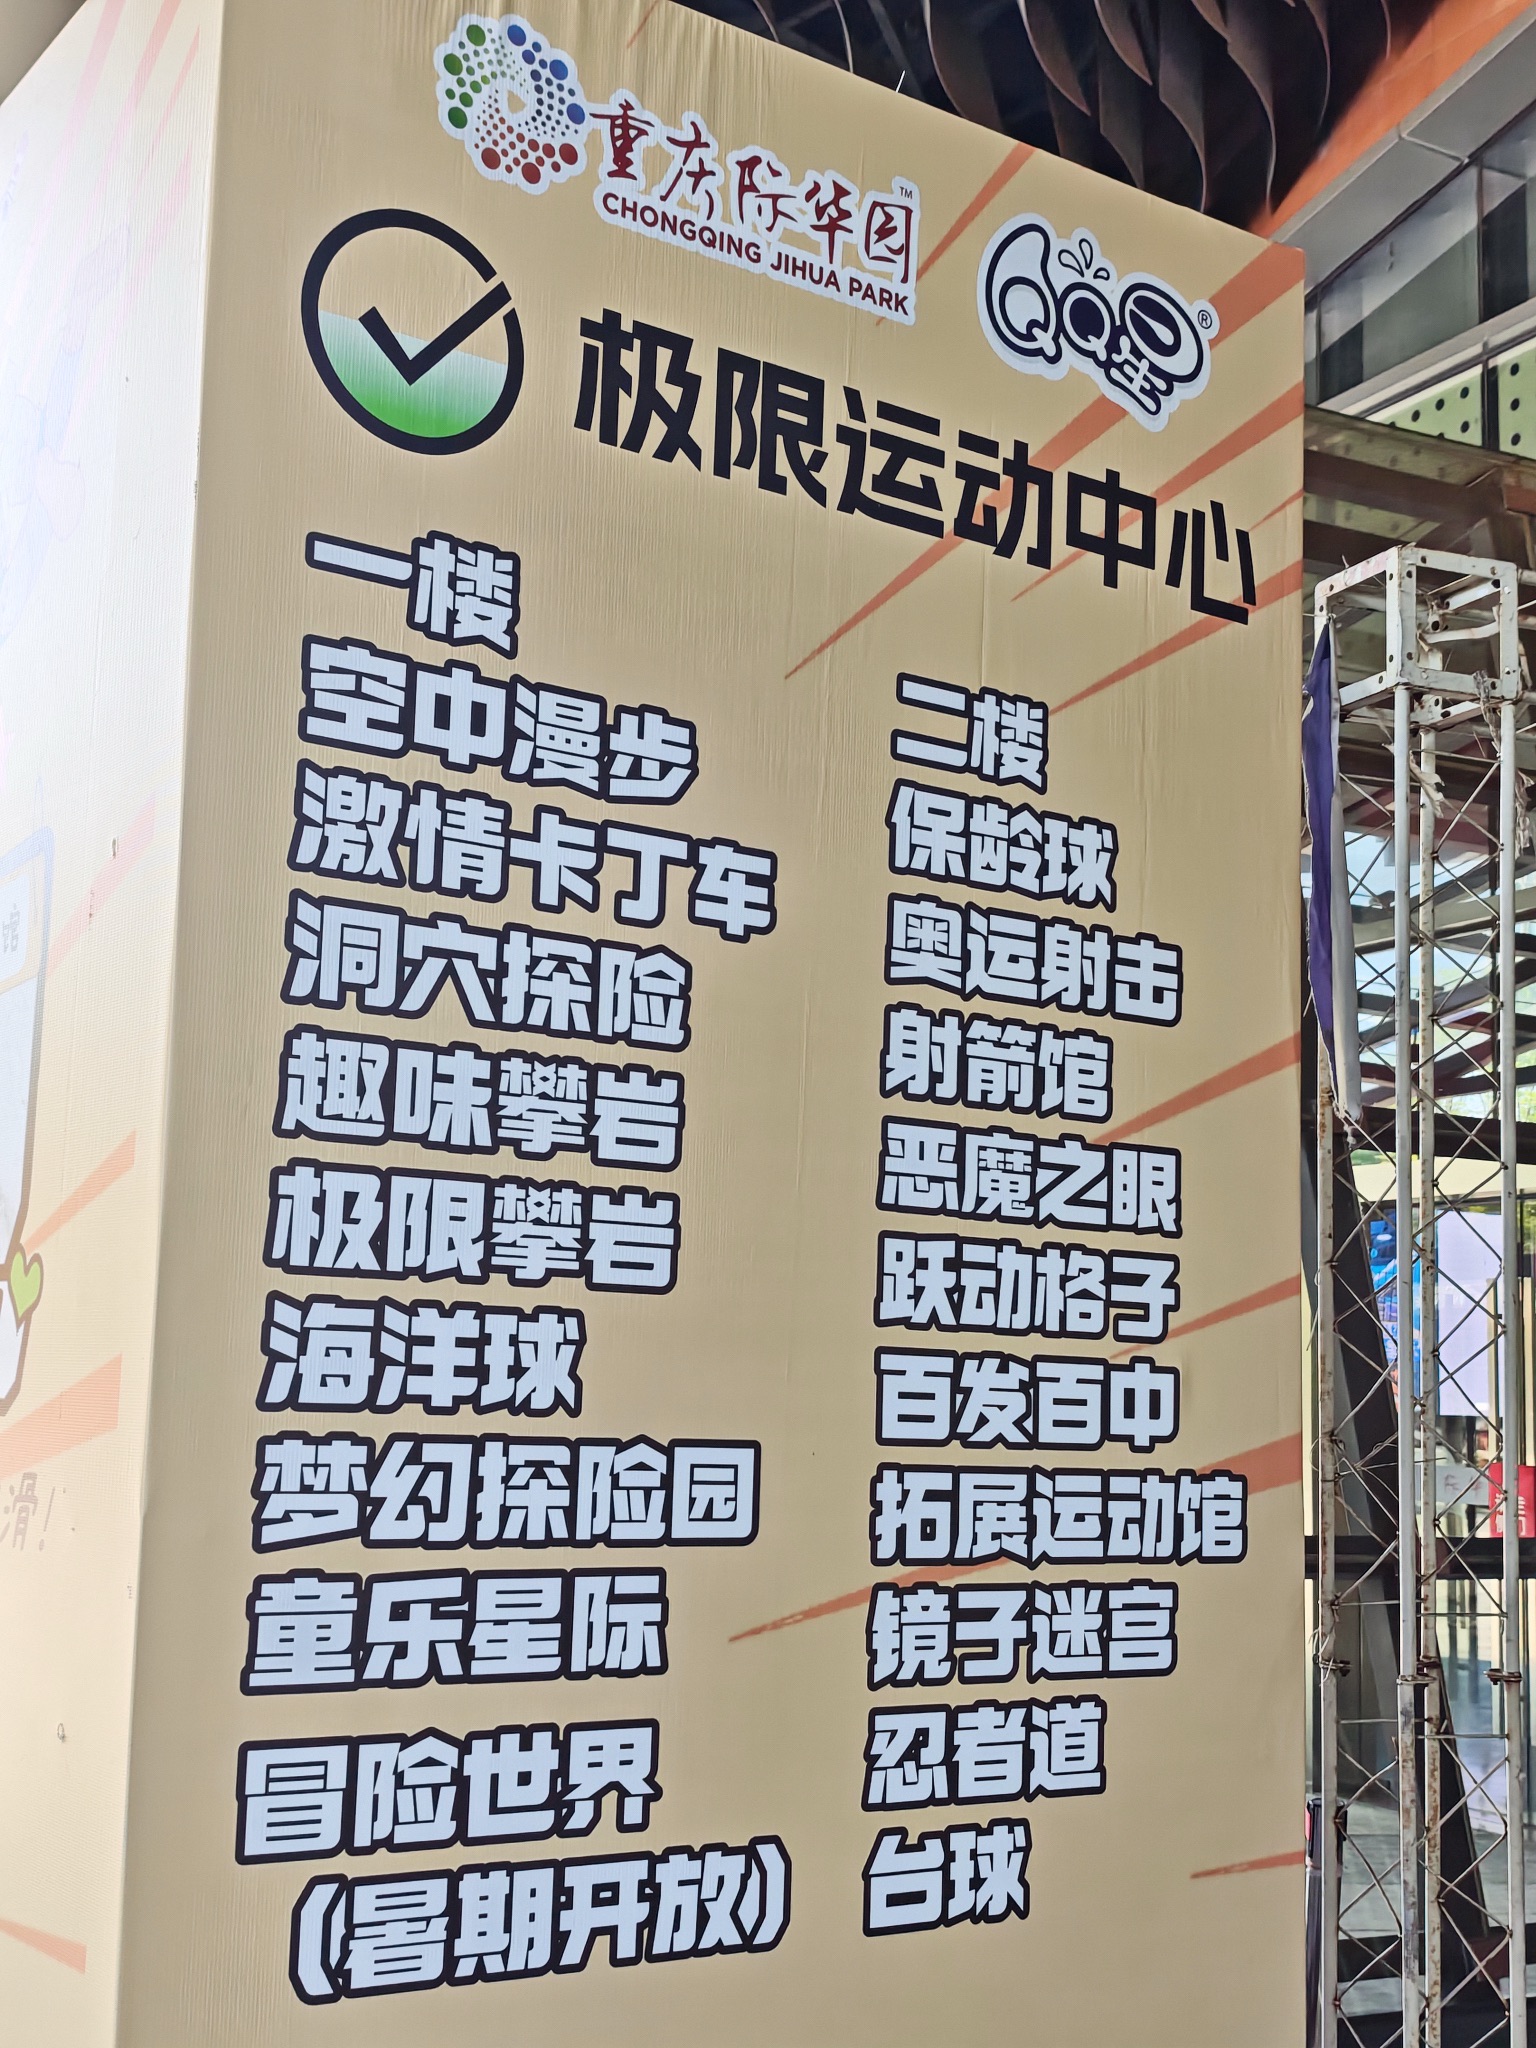 重庆际华园™
CHONGQING JIHUA PARK
QQ星®
极限运动中心
一楼
空中漫步
激情卡丁车
洞穴探险
趣味攀岩
极限攀岩
海洋球
梦幻探险园
童乐星际
冒险世界
（暑期开放）
二楼
保龄球
奥运射击
射箭馆
恶魔之眼
跃动格子
百发百中
拓展运动馆
镜子迷宫
忍者道
台球
馆
滑！